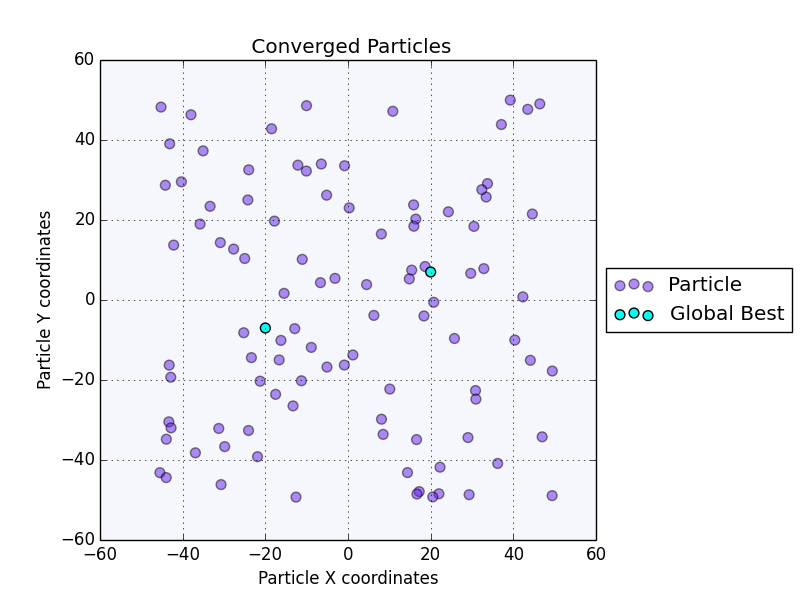 Converged Particles
60
40
20
0
−20
−40
−60
−60 −40 −20 0 20 40 60
Particle Y coordinates
Particle X coordinates
Particle
Global Best